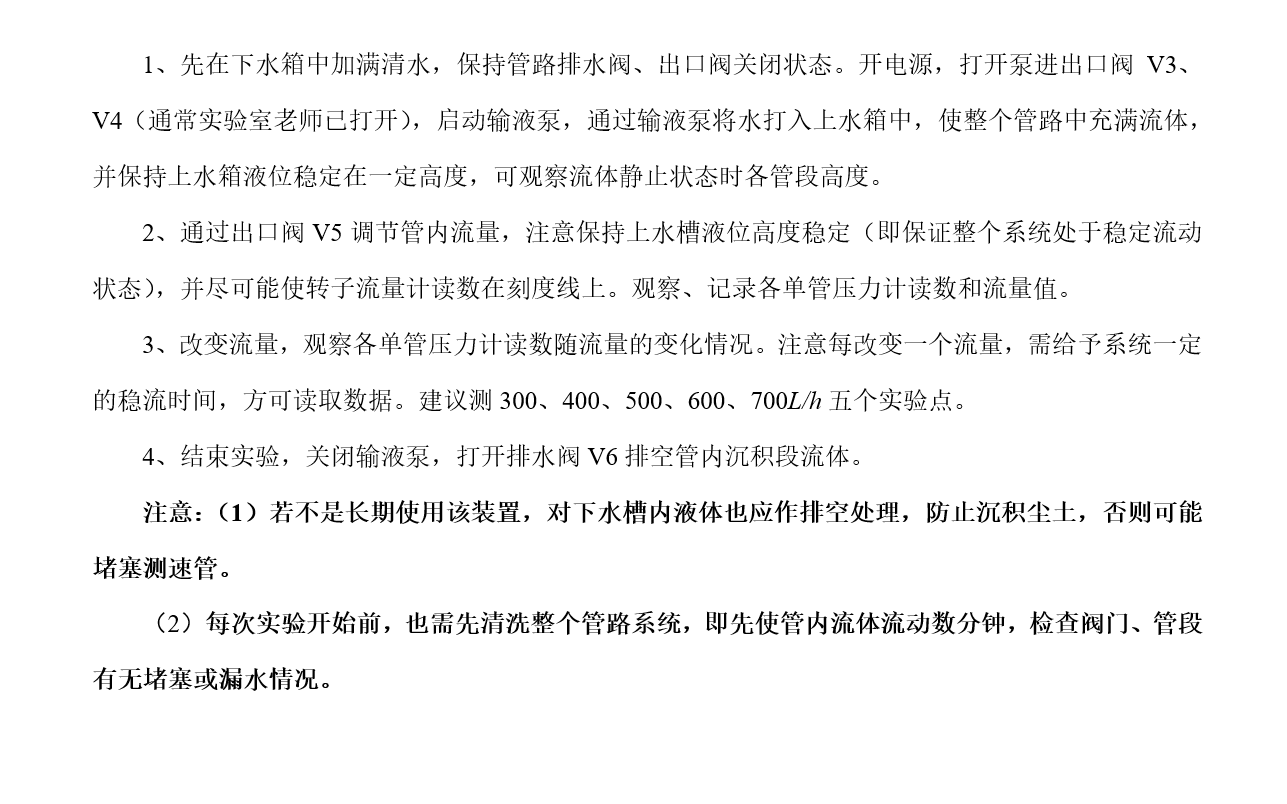 1、先在下水箱中加满清水，保持管路排水阀、出口阀关闭状态。开电源，打开泵进出口阀 V3、
V4（通常实验室老师已打开），启动输液泵，通过输液泵将水打入上水箱中，使整个管路中充满流体，
并保持上水箱液位稳定在一定高度，可观察流体静止状态时各管段高度。
2、通过出口阀 V5 调节管内流量，注意保持上水槽液位高度稳定（即保证整个系统处于稳定流动
状态），并尽可能使转子流量计读数在刻度线上。观察、记录各单管压力计读数和流量值。
3、改变流量，观察各单管压力计读数随流量的变化情况。注意每改变一个流量，需给予系统一定
的稳流时间，方可读取数据。建议测 300、400、500、600、700L/h 五个实验点。
4、结束实验，关闭输液泵，打开排水阀 V6 排空管内沉积段流体。
注意：（1）若不是长期使用该装置，对下水槽内液体也应作排空处理，防止沉积尘土，否则可能
堵塞测速管。
（2）每次实验开始前，也需先清洗整个管路系统，即先使管内流体流动数分钟，检查阀门、管段
有无堵塞或漏水情况。